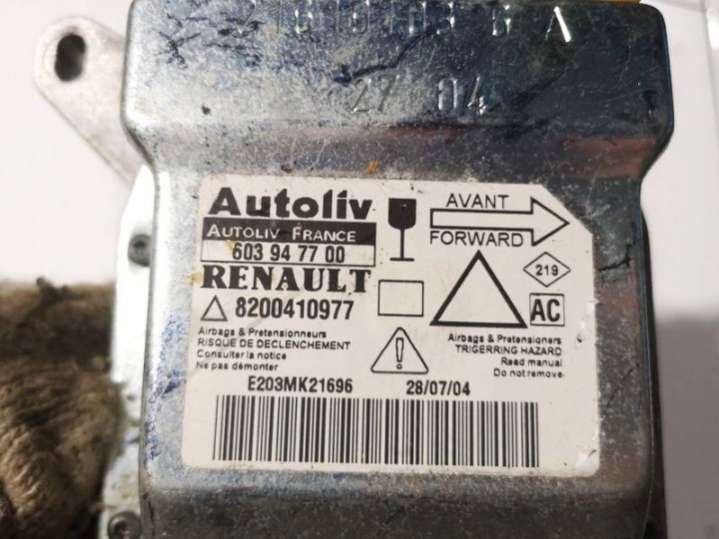 27 04
Autoliv
AUTOLIV FRANCE
603 94 77 00
RENAULT
8200410977
AVANT
FORWARD
219
AC
Airbags & Pretensionneurs
RISQUE DE DECLENCHEMENT
Consulter la notice
Ne pas démonter
Airbags & Pretensioners
TRIGERRING HAZARD
Read manual
Do not remove
E203MK21696
28/07/04